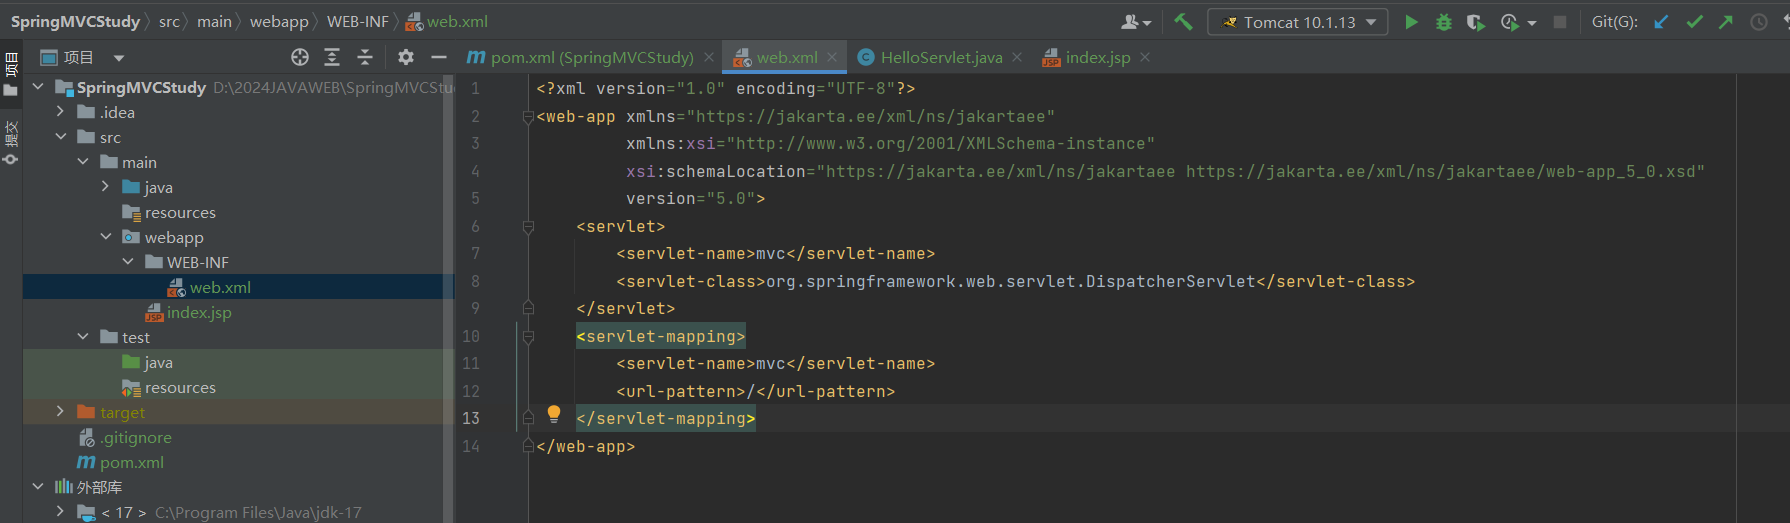 SpringMVCStudy src main webapp WEB-INF web.xml
Tomcat 10.1.13 Git(G):
项目
提交
项目
pom.xml (SpringMVCStudy) web.xml HelloServlet.java index.jsp
SpringMVCStudy D:\2024JAVAWEB\SpringMVCStu
.idea
src
main
java
resources
webapp
WEB-INF
web.xml
index.jsp
test
java
resources
target
.gitignore
pom.xml
外部库
< 17 > C:\Program Files\Java\jdk-17
1 <?xml version="1.0" encoding="UTF-8"?>
2 <web-app xmlns="https://jakarta.ee/xml/ns/jakartaee"
3 xmlns:xsi="http://www.w3.org/2001/XMLSchema-instance"
4 xsi:schemaLocation="https://jakarta.ee/xml/ns/jakartaee https://jakarta.ee/xml/ns/jakartaee/web-app_5_0.xsd"
5 version="5.0">
6 <servlet>
7 <servlet-name>mvc</servlet-name>
8 <servlet-class>org.springframework.web.servlet.DispatcherServlet</servlet-class>
9 </servlet>
10 <servlet-mapping>
11 <servlet-name>mvc</servlet-name>
12 <url-pattern>/</url-pattern>
13 </servlet-mapping>
14 </web-app>